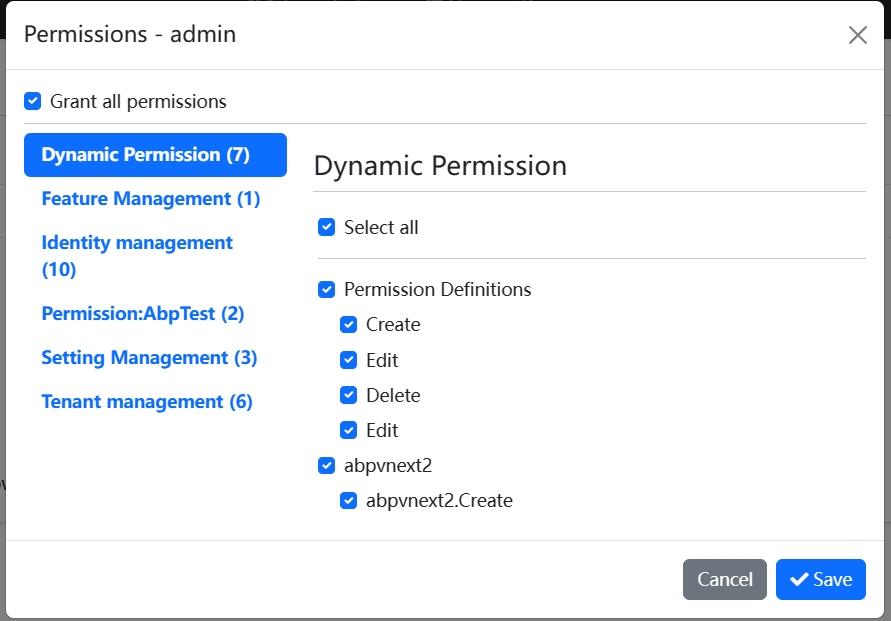 Permissions - admin
Grant all permissions
Dynamic Permission (7)
Feature Management (1)
Identity management
(10)
Permission:AbpTest (2)
Setting Management (3)
Tenant management (6)
Dynamic Permission
Select all
Permission Definitions
Create
Edit
Delete
Edit
abpvnext2
abpvnext2.Create
Cancel
Save